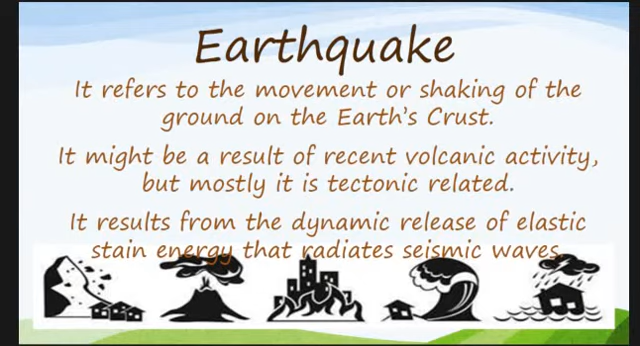 Earthquake
It refers to the movement or shaking of the
ground on the Earth's Crust.
It might be a result of recent volcanic activity,
but mostly it is tectonic related.
It results from the dynamic release of elastic
stain energy that radiates seismic waves.